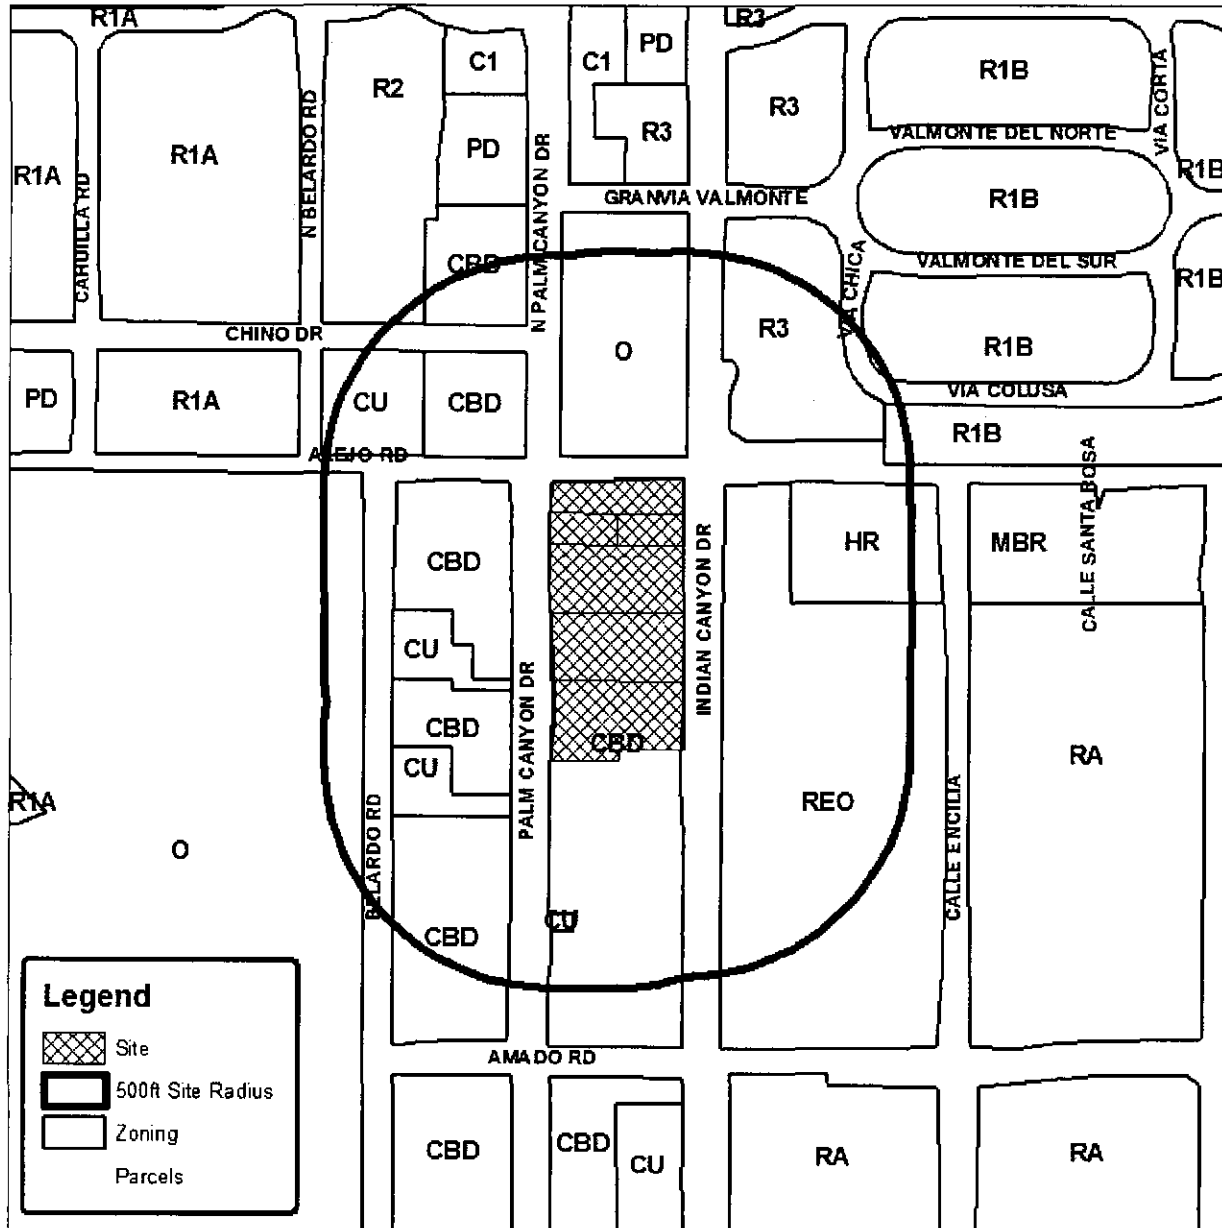 R1A
R3
C1
C1
PD
R1B
R2
R3
R3
VIA CORTA
N BELARDO RD
VALMONTE DEL NORTE
R1A
PD
R1A
R1B
CAHUILLA RD
N PALM CANYON DR
GRANVIA VALMONTE
R1B
CBD
VIA CHICA
VALMONTE DEL SUR
R1B
CHINO DR
R3
O
R1B
PD
R1A
CU
CBD
VIA COLUSA
R1B
ALEJO RD
CALLE SANTA ROSA
CBD
INDIAN CANYON DR
HR
MBR
CU
PALM CANYON DR
CBD
CBD
CU
RA
R1A
REO
O
BELARDO RD
CALLE ENCILIA
CU
CBD
AMADO RD
CBD
CBD
CU
RA
RA
Legend
Site
500ft Site Radius
Zoning
Parcels